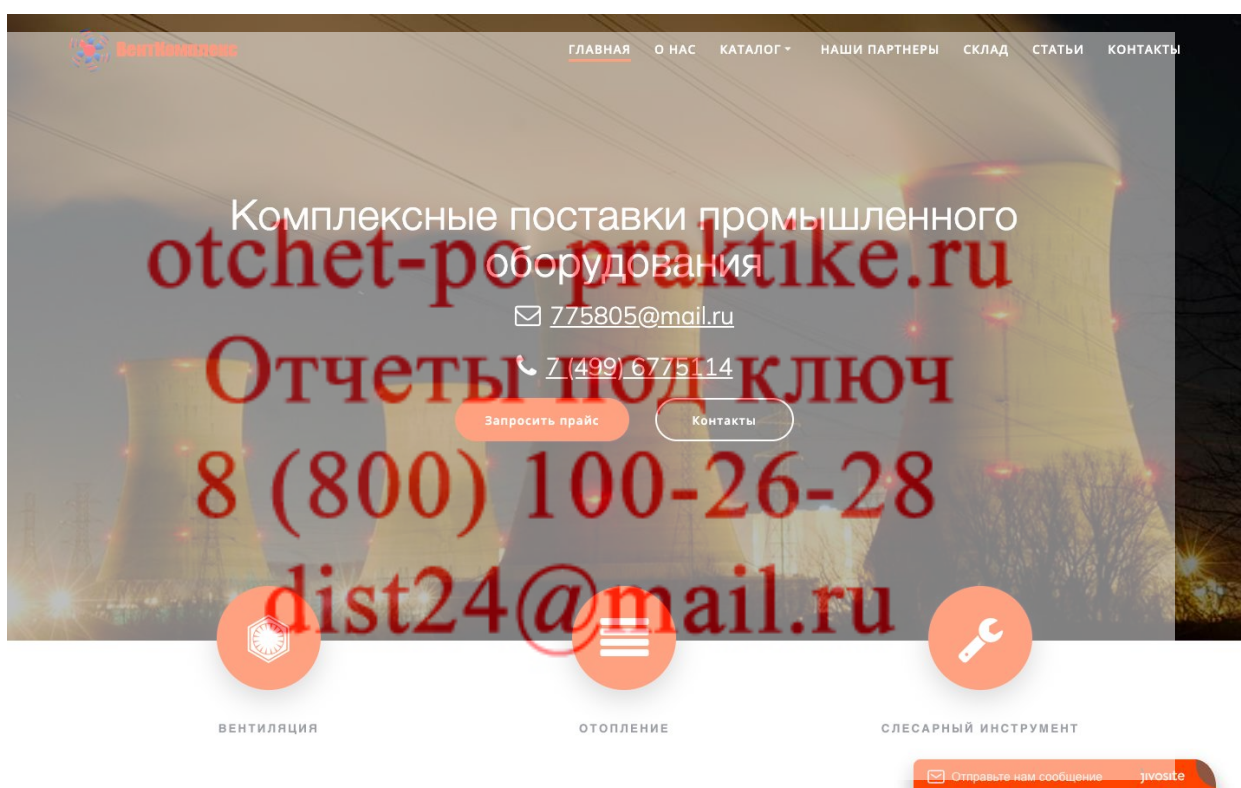 ВентКомплекс
ГЛАВНАЯ О НАС КАТАЛОГ НАШИ ПАРТНЕРЫ СКЛАД СТАТЬИ КОНТАКТЫ
Комплексные поставки промышленного
otchet-po-praktike.ru
оборудования
775805@mail.ru
Отчеты под ключ
7 (499) 6775114
Запросить прайс Контакты
8 (800) 100-26-28
dist24@mail.ru
ВЕНТИЛЯЦИЯ ОТОПЛЕНИЕ СЛЕСАРНЫЙ ИНСТРУМЕНТ
Отправьте нам сообщение jivosite